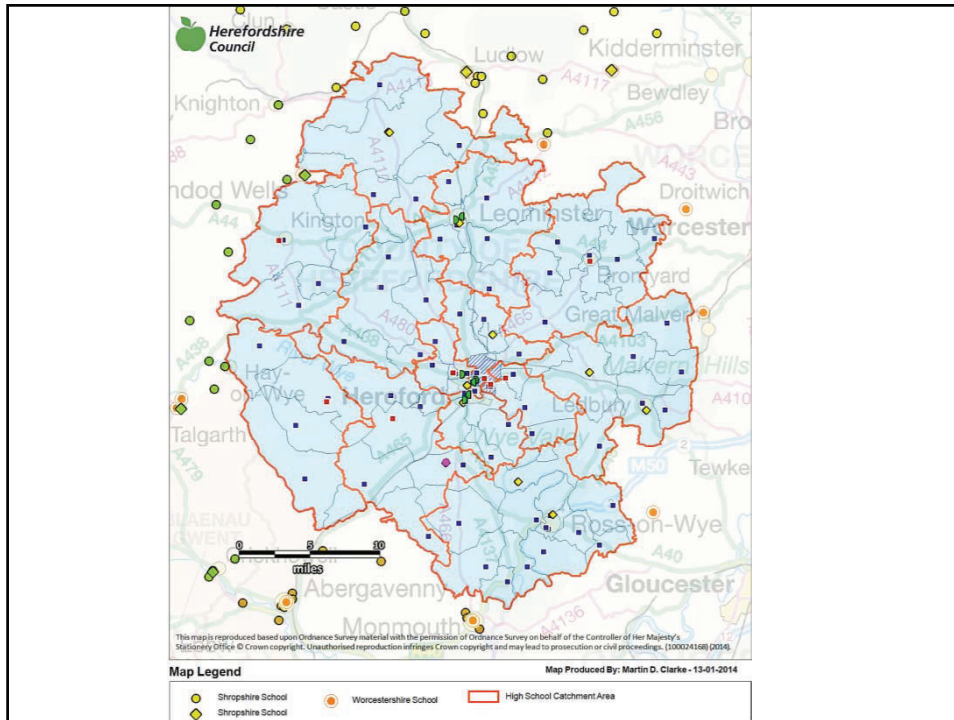 Herefordshire
Council
Clun
Ludlow
Kidderminster
A4117
Bewdley
Knighton
A456
A443
Droitwich
Wells
A44
Kington
Leominster
Worcester
A44
Bromyard
A4111
Great Malvern
A438
A480
A465
A4103
Malvern Hills
Hay-
on-Wye
Hereford
Ledbury
Wye Valley
Talgarth
A465
A479
M50
2
Tewke
BLAENAU
GWENT
Ross-on-Wye
A40
0 5 10
miles
Abergavenny
Gloucester
Monmouth
A4136
This map is reproduced based upon Ordnance Survey material with the permission of Ordnance Survey on behalf of the Controller of Her Majesty's
Stationery Office © Crown copyright. Unauthorised reproduction infringes Crown copyright and may lead to prosecution or civil proceedings. (100024168) (2014).
Map Legend
Map Produced By: Martin D. Clarke - 13-01-2014
Shropshire School
Worcestershire School
High School Catchment Area
Shropshire School